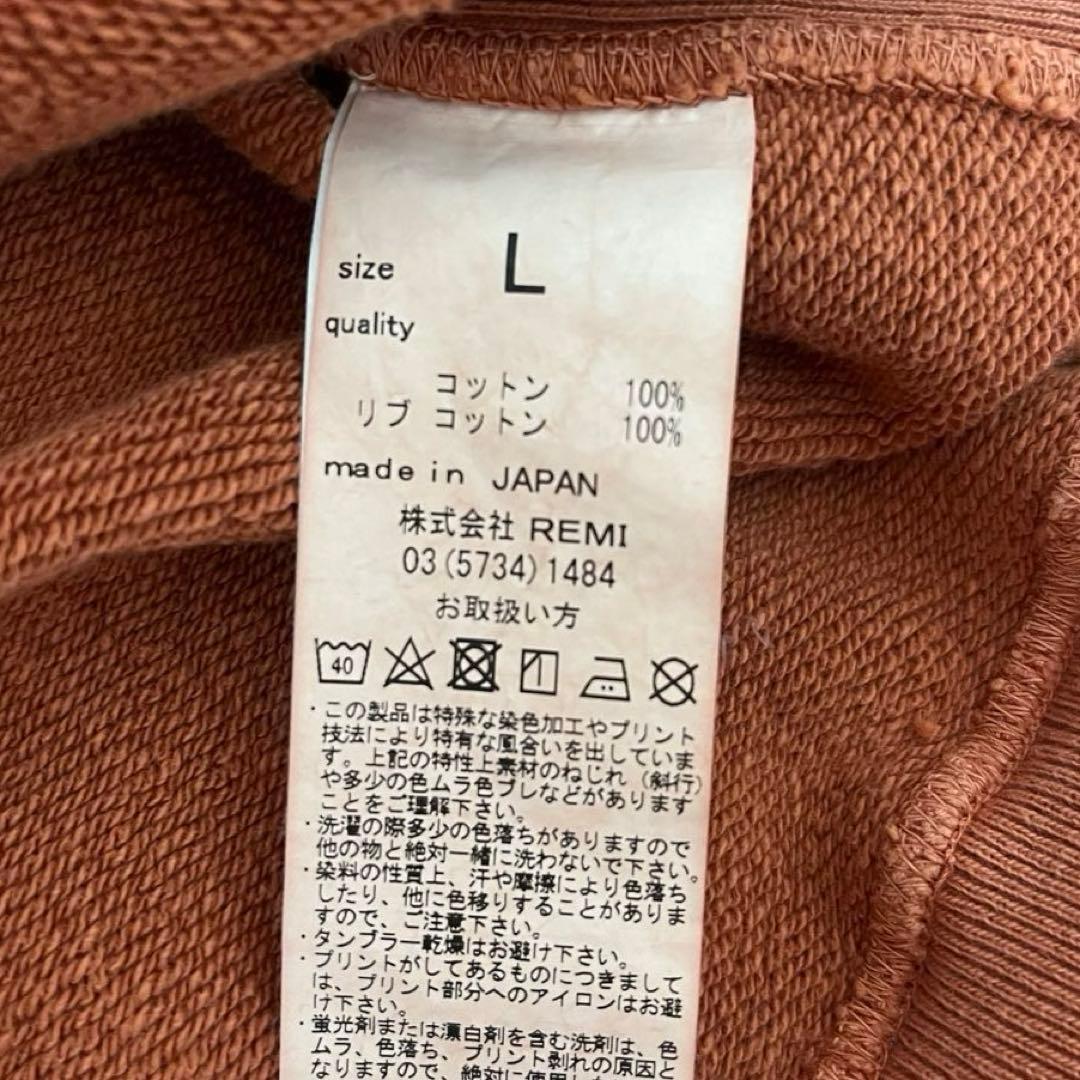 size L
quality
コットン 100%
リブ コットン 100%
made in JAPAN
株式会社 REMI
03(5734)1484
お取扱い方
40
・この製品は特殊な染色加工やプリント
技法により特有な風合いを出していま
す。上記の特性上素材のねじれ(斜行)
や多少の色ムラ色ブレなどがあります
ことをご理解下さい。
・洗濯の際多少の色落ちがありますので
他の物と絶対一緒に洗わないで下さい。
・染料の性質上、汗や摩擦により色落ち
したり、他に色移りすることがありま
すので、ご注意下さい。
・タンブラー乾燥はお避け下さい。
・プリントがしてあるものにつきまして
は、プリント部分へのアイロンはお避
け下さい。
・蛍光剤または漂白剤を含む洗剤は、色
ムラ、色落ち、プリント剥れの原因と
なりますので、絶対に使用し